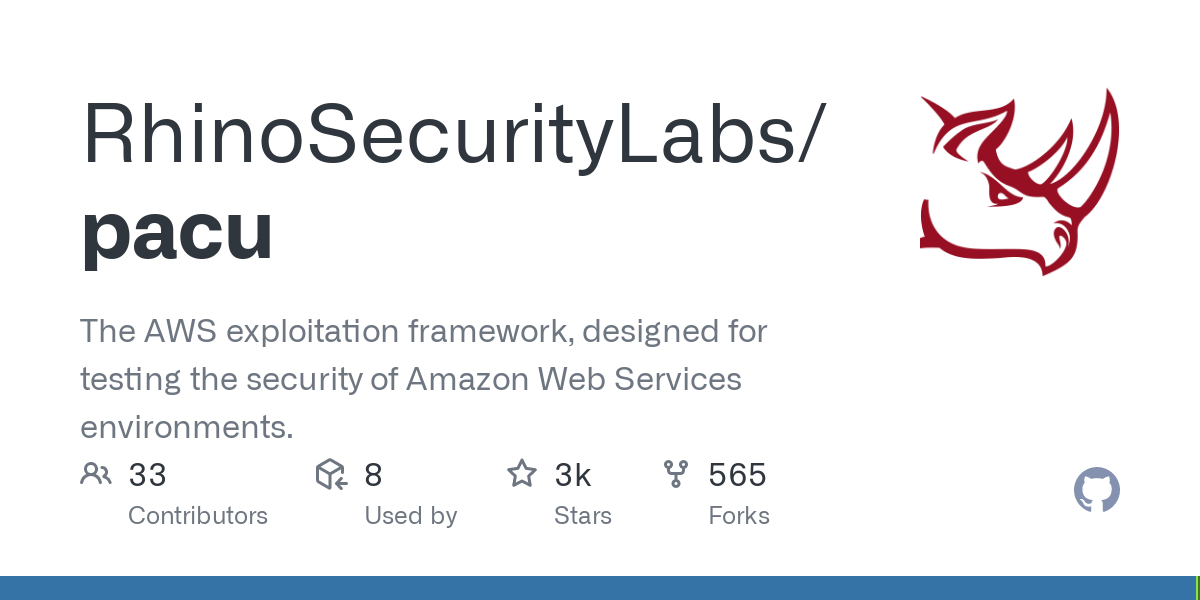 RhinoSecurityLabs/
pacu
The AWS exploitation framework, designed for
testing the security of Amazon Web Services
environments.
33 8 3k 565
Contributors Used by Stars Forks